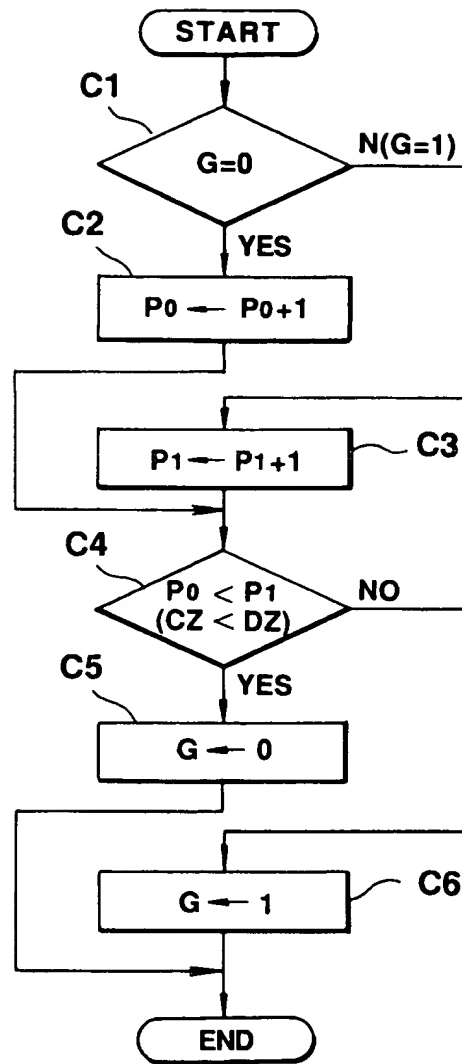 START
C1
G=0
N(G=1)
YES
C2
P0 ← P0+1
P1 ← P1+1
C3
C4
P0 < P1
(CZ < DZ)
NO
YES
C5
G ← 0
G ← 1
C6
END